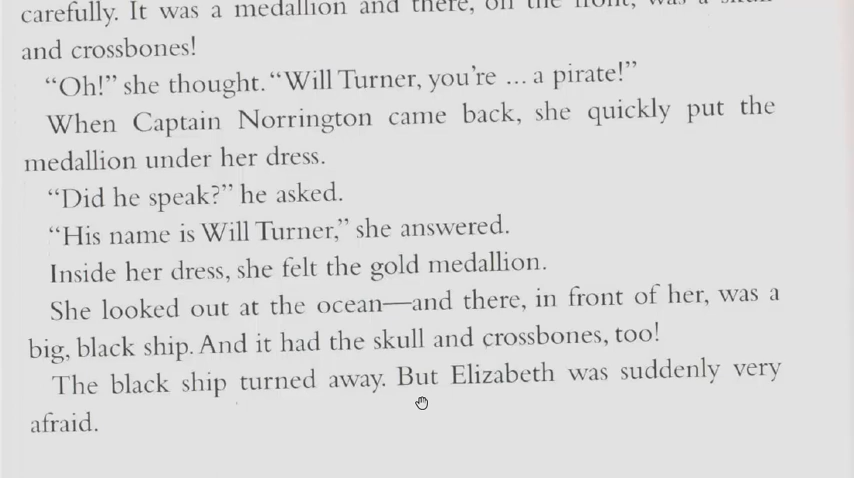 carefully. It was a medallion and there, on the front, was a skull
and crossbones!
“Oh!” she thought. “Will Turner, you’re ... a pirate!”
When Captain Norrington came back, she quickly put the
medallion under her dress.
“Did he speak?” he asked.
“His name is Will Turner,” she answered.
Inside her dress, she felt the gold medallion.
She looked out at the ocean—and there, in front of her, was a
big, black ship. And it had the skull and crossbones, too!
The black ship turned away. But Elizabeth was suddenly very
afraid.